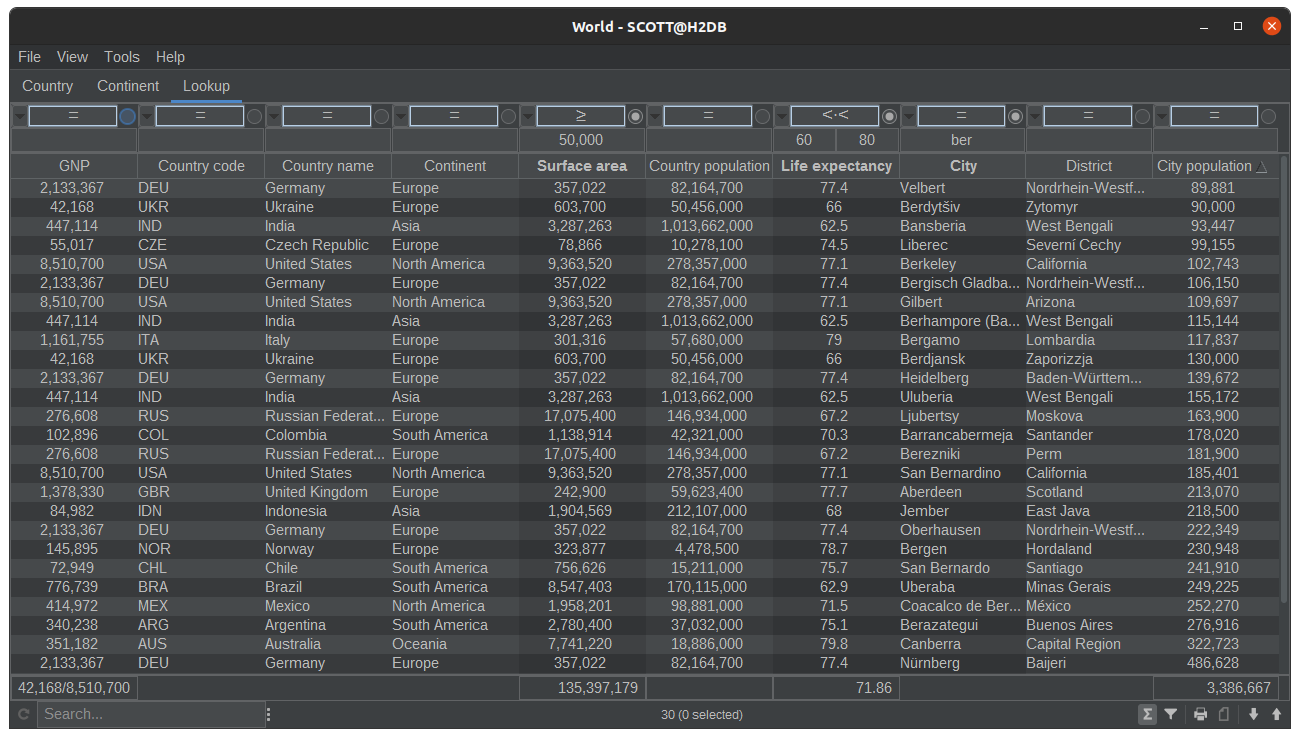 World - SCOTT@H2DB
File View Tools Help
Country Continent Lookup
= = = = ≥ = <·< = = =
50,000 60 80 ber
GNP Country code Country name Continent Surface area Country population Life expectancy City District City population
2,133,367 DEU Germany Europe 357,022 82,164,700 77.4 Velbert Nordrhein-Westf... 89,881
42,168 UKR Ukraine Europe 603,700 50,456,000 66 Berdytšiv Zytomyr 90,000
447,114 IND India Asia 3,287,263 1,013,662,000 62.5 Bansberia West Bengali 93,447
55,017 CZE Czech Republic Europe 78,866 10,278,100 74.5 Liberec Severní Cechy 99,155
8,510,700 USA United States North America 9,363,520 278,357,000 77.1 Berkeley California 102,743
2,133,367 DEU Germany Europe 357,022 82,164,700 77.4 Bergisch Gladba... Nordrhein-Westf... 106,150
8,510,700 USA United States North America 9,363,520 278,357,000 77.1 Gilbert Arizona 109,697
447,114 IND India Asia 3,287,263 1,013,662,000 62.5 Berhampore (Ba... West Bengali 115,144
1,161,755 ITA Italy Europe 301,316 57,680,000 79 Bergamo Lombardia 117,837
42,168 UKR Ukraine Europe 603,700 50,456,000 66 Berdjansk Zaporizzja 130,000
2,133,367 DEU Germany Europe 357,022 82,164,700 77.4 Heidelberg Baden-Württem... 139,672
447,114 IND India Asia 3,287,263 1,013,662,000 62.5 Uluberia West Bengali 155,172
276,608 RUS Russian Federat... Europe 17,075,400 146,934,000 67.2 Ljubertsy Moskova 163,900
102,896 COL Colombia South America 1,138,914 42,321,000 70.3 Barrancabermeja Santander 178,020
276,608 RUS Russian Federat... Europe 17,075,400 146,934,000 67.2 Berezniki Perm 181,900
8,510,700 USA United States North America 9,363,520 278,357,000 77.1 San Bernardino California 185,401
1,378,330 GBR United Kingdom Europe 242,900 59,623,400 77.7 Aberdeen Scotland 213,070
84,982 IDN Indonesia Asia 1,904,569 212,107,000 68 Jember East Java 218,500
2,133,367 DEU Germany Europe 357,022 82,164,700 77.4 Oberhausen Nordrhein-Westf... 222,349
145,895 NOR Norway Europe 323,877 4,478,500 78.7 Bergen Hordaland 230,948
72,949 CHL Chile South America 756,626 15,211,000 75.7 San Bernardo Santiago 241,910
776,739 BRA Brazil South America 8,547,403 170,115,000 62.9 Uberaba Minas Gerais 249,225
414,972 MEX Mexico North America 1,958,201 98,881,000 71.5 Coacalco de Ber... México 252,270
340,238 ARG Argentina South America 2,780,400 37,032,000 75.1 Berazategui Buenos Aires 276,916
351,182 AUS Australia Oceania 7,741,220 18,886,000 79.8 Canberra Capital Region 322,723
2,133,367 DEU Germany Europe 357,022 82,164,700 77.4 Nürnberg Baijeri 486,628
42,168/8,510,700 135,397,179 71.86 3,386,667
Search... 30 (0 selected) Σ